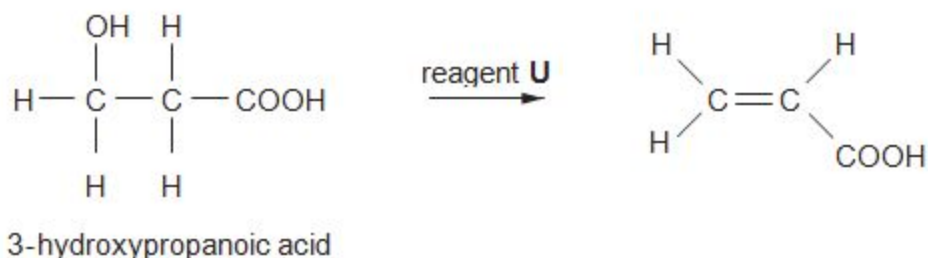 OH H H
reagent U
H C C COOH C C
H COOH
H H
3-hydroxypropanoic acid